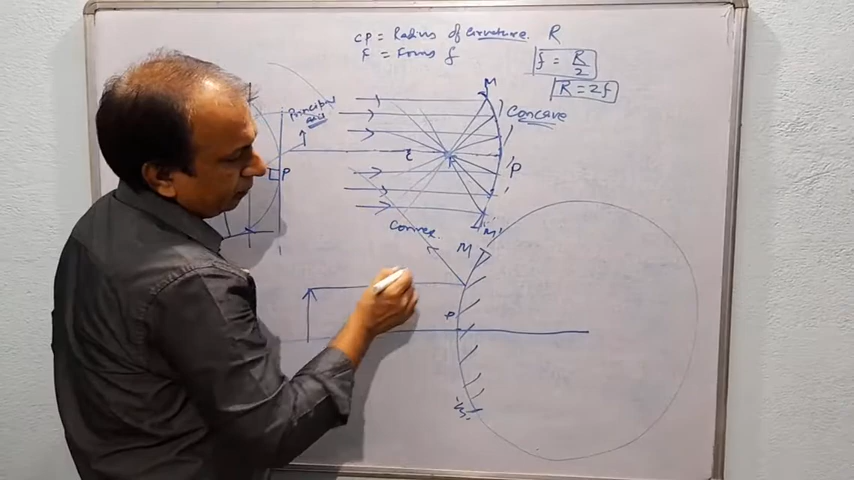 CP = Radius of Curvature. R
F = Focus f
f = R/2
R = 2f
Principal
axis
M
Concave
C
F
P
P
M'
Convex.
M
P